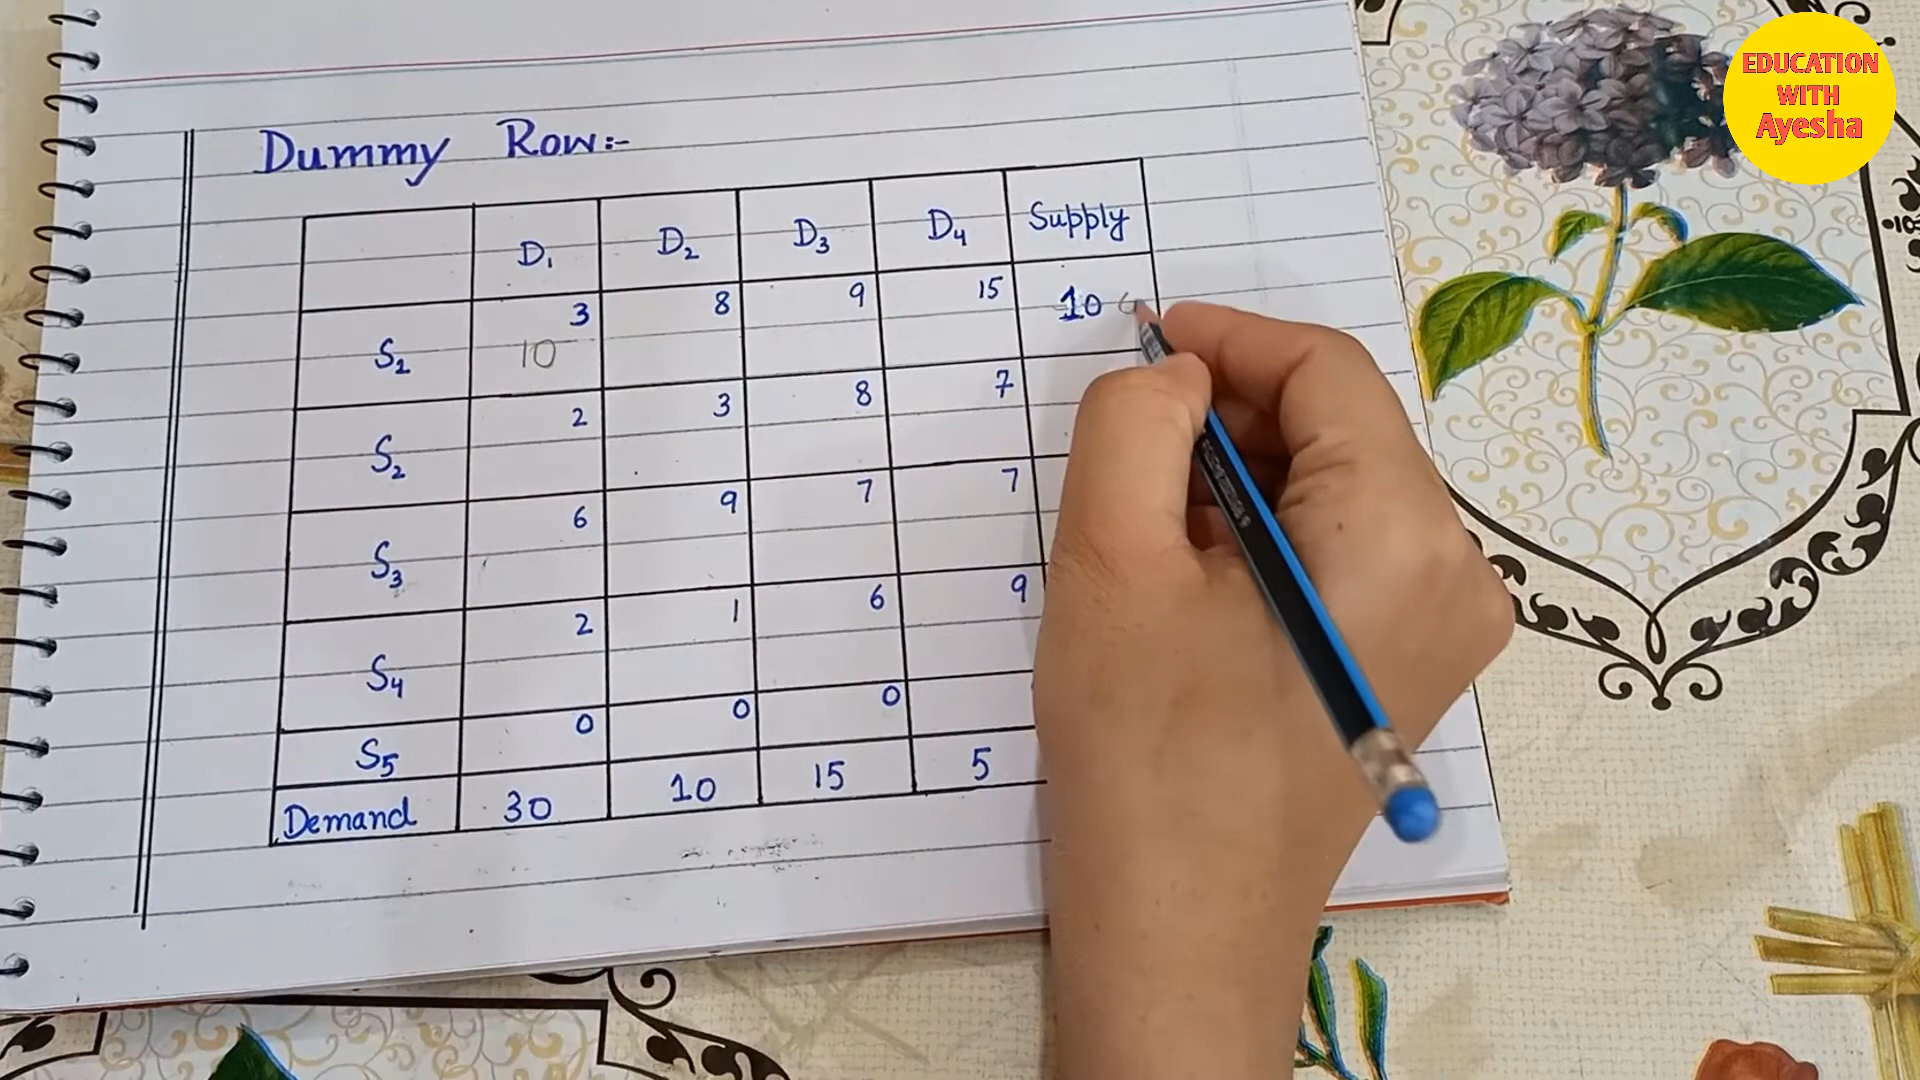 EDUCATION
WITH
Ayesha
Dummy Row:-
D₁ D₂ D₃ D₄ Supply
3 8 9 15
S₂ 10 10
2 3 8 7
S₂
6 9 7 7
S₃
2 1 6 9
S₄
0 0 0
S₅
Demand 30 10 15 5